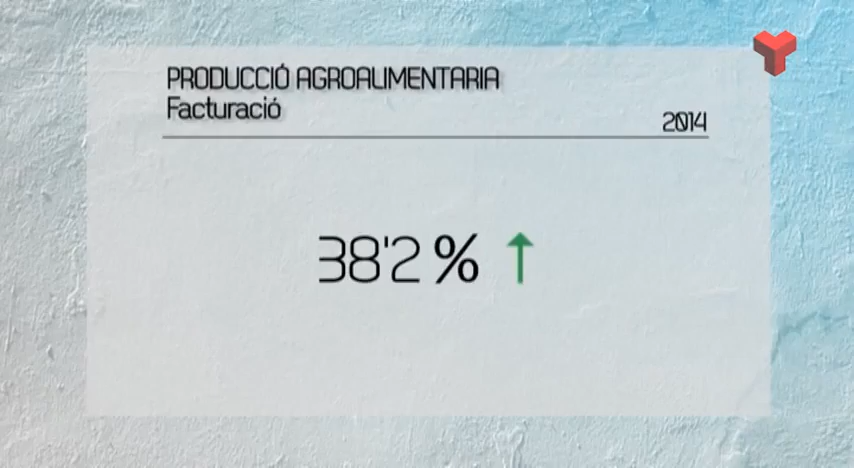 PRODUCCIÓ AGROALIMENTARIA
Facturació
2014
38'2 % ↑